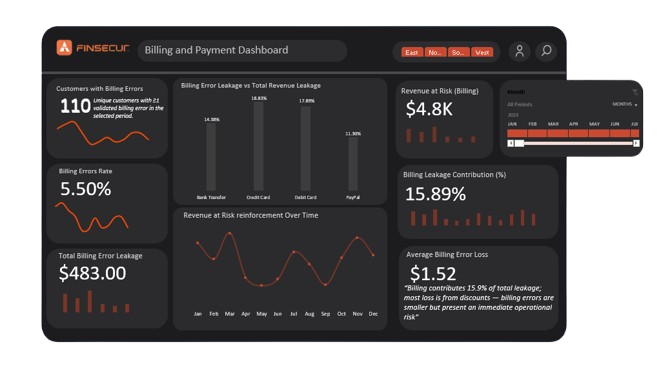 FINSECUR
Billing and Payment Dashboard
East No... So... West
Customers with Billing Errors
110
Unique customers with ≥1
validated billing error in the
selected period.
Billing Errors Rate
5.50%
Total Billing Error Leakage
$483.00
Billing Error Leakage vs Total Revenue Leakage
14.38%
17.89%
11.90%
Bank Transfer Credit Card Debit Card PayPal
Revenue at Risk reinforcement Over Time
Jan Feb Mar Apr May Jun Jul Aug Sep Oct Nov Dec
Revenue at Risk (Billing)
$4.8K
Month
All Periods MONTHS
2023
JAN FEB MAR APR MAY JUN JUL
Billing Leakage Contribution (%)
15.89%
Average Billing Error Loss
$1.52
"Billing contributes 15.9% of total leakage;
most loss is from discounts — billing errors are
smaller but present an immediate operational
risk"